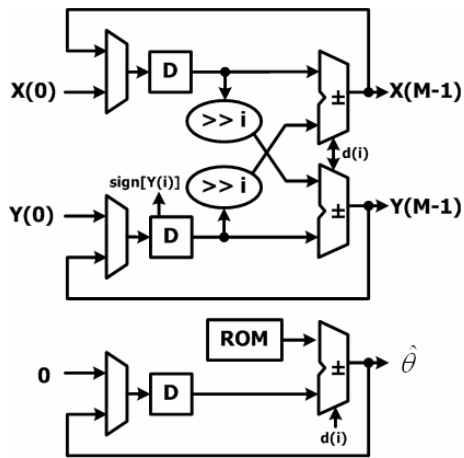 X(0) D ± X(M-1)
>> i
d(i)
sign[Y(i)] >> i
Y(0) D ± Y(M-1)
ROM
0 D ± θ̂
d(i)